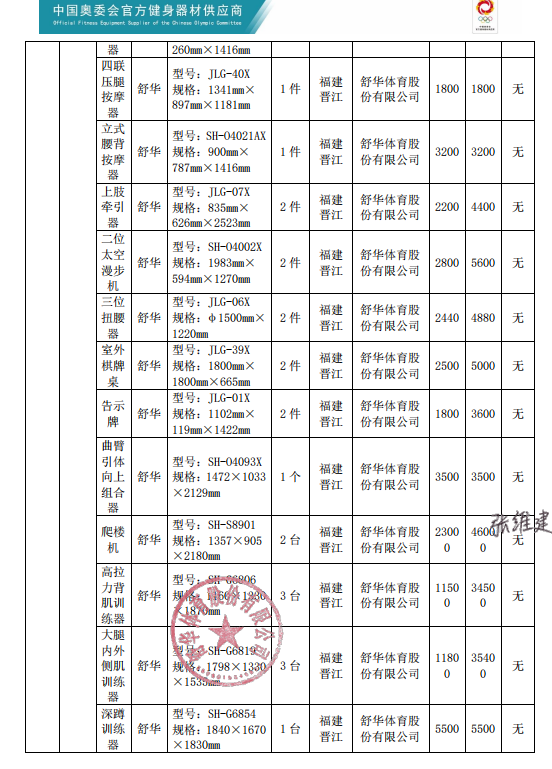 中国奥委会官方健身器材供应商
Official Fitness Equipment Supplier of the Chinese Olympic Committee
器 260mm×1416mm
四联压腿按摩器 舒华 型号：JLG-40X 规格：1341mm×897mm×1181mm 1 件 福建晋江 舒华体育股份有限公司 1800 1800 无
立式腰背按摩器 舒华 型号：SH-O4021AX 规格：900mm×787mm×1416mm 1 件 福建晋江 舒华体育股份有限公司 3200 3200 无
上肢牵引器 舒华 型号：JLG-07X 规格：835mm×626mm×2523mm 2 件 福建晋江 舒华体育股份有限公司 2200 4400 无
二位太空漫步机 舒华 型号：SH-O4002X 规格：1983mm×594mm×1270mm 2 件 福建晋江 舒华体育股份有限公司 2800 5600 无
三位扭腰器 舒华 型号：JLG-06X 规格：φ1500mm×1220mm 2 件 福建晋江 舒华体育股份有限公司 2440 4880 无
室外棋牌桌 舒华 型号：JLG-39X 规格：1800mm×1800mm×665mm 2 件 福建晋江 舒华体育股份有限公司 2500 5000 无
告示牌 舒华 型号：JLG-01X 规格：1102mm×119mm×1422mm 2 件 福建晋江 舒华体育股份有限公司 1800 3600 无
曲臂引体向上组合器 舒华 型号：SH-O4093X 规格：1472×1033×2129mm 1 个 福建晋江 舒华体育股份有限公司 3500 3500 无
爬楼机 舒华 型号：SH-S8901 规格：1357×905×2180mm 2 台 福建晋江 舒华体育股份有限公司 23000 46000 无
张维建
高拉力背肌训练器 舒华 型号：SH-G6806 规格：1460×1230×1870mm 3 台 福建晋江 舒华体育股份有限公司 11500 34500 无
大腿内外侧肌训练器 舒华 型号：SH-G6819 规格：1798×1330×1535mm 3 台 福建晋江 舒华体育股份有限公司 11800 35400 无
舒华体育股份有限公司
深蹲训练器 舒华 型号：SH-G6854 规格：1840×1670×1830mm 1 台 福建晋江 舒华体育股份有限公司 5500 5500 无